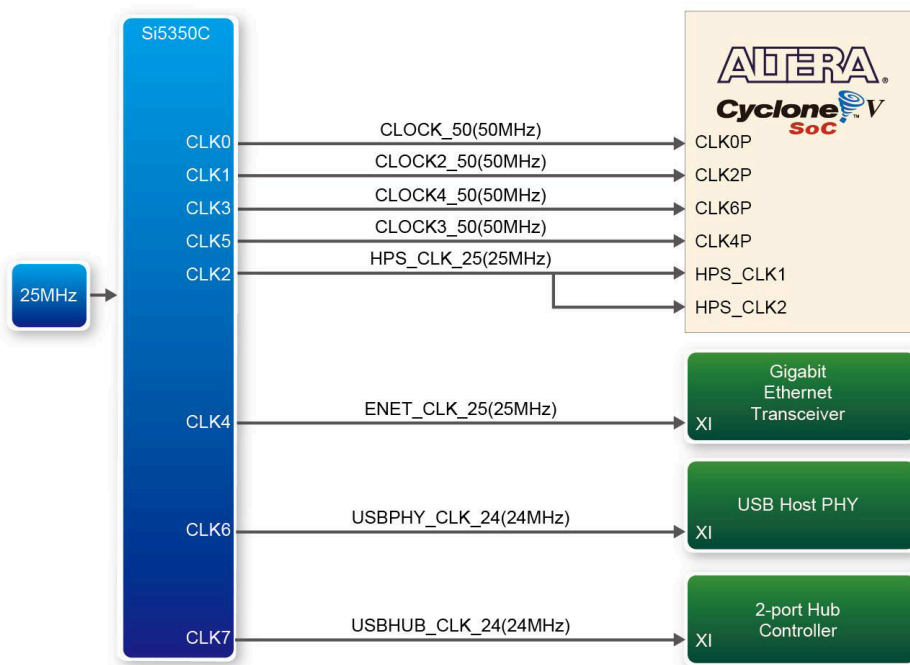 Si5350C
ALTERA®
Cyclone™ V
SoC
CLK0
CLOCK_50(50MHz)
CLK0P
CLK1
CLOCK2_50(50MHz)
CLK2P
CLK3
CLOCK4_50(50MHz)
CLK6P
CLK5
CLOCK3_50(50MHz)
CLK4P
CLK2
HPS_CLK_25(25MHz)
HPS_CLK1
25MHz
HPS_CLK2
Gigabit
Ethernet
Transceiver
CLK4
ENET_CLK_25(25MHz)
XI
USB Host PHY
CLK6
USBPHY_CLK_24(24MHz)
XI
2-port Hub
Controller
CLK7
USBHUB_CLK_24(24MHz)
XI